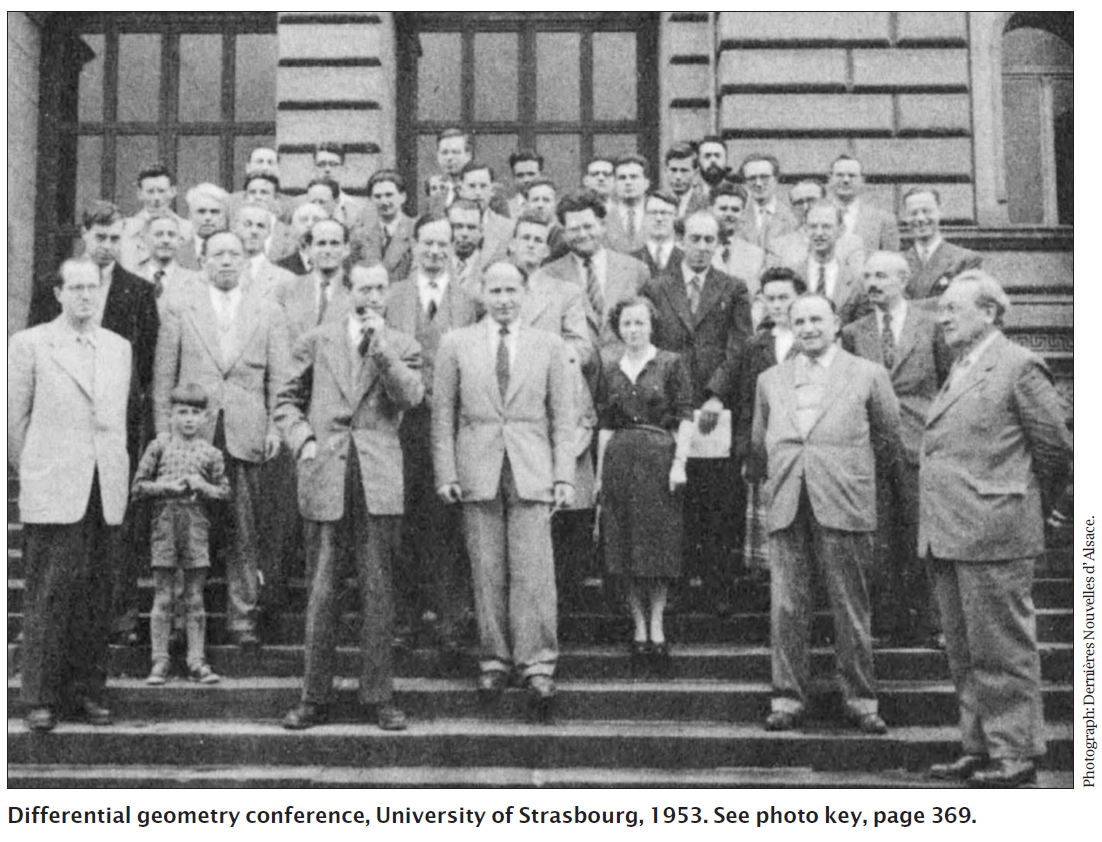 Photograph: Dernières Nouvelles d'Alsace.
Differential geometry conference, University of Strasbourg, 1953. See photo key, page 369.